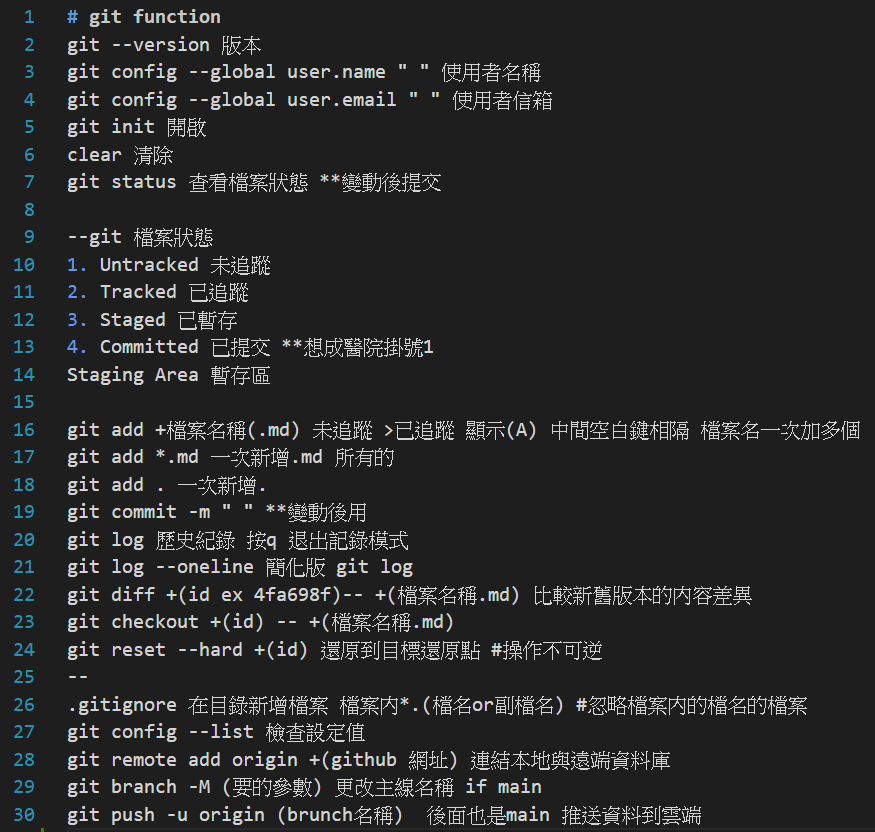 1 # git function
2 git --version 版本
3 git config --global user.name " " 使用者名稱
4 git config --global user.email " " 使用者信箱
5 git init 開啟
6 clear 清除
7 git status 查看檔案狀態 **變動後提交
8
9 --git 檔案狀態
10 1. Untracked 未追蹤
11 2. Tracked 已追蹤
12 3. Staged 已暫存
13 4. Committed 已提交 **想成醫院掛號1
14 Staging Area 暫存區
15
16 git add +檔案名稱(.md) 未追蹤 >已追蹤 顯示(A) 中間空白鍵相隔 檔案名一次加多個
17 git add *.md 一次新增.md 所有的
18 git add . 一次新增.
19 git commit -m " " **變動後用
20 git log 歷史紀錄 按q 退出記錄模式
21 git log --oneline 簡化版 git log
22 git diff +(id ex 4fa698f)-- +(檔案名稱.md) 比較新舊版本的內容差異
23 git checkout +(id) -- +(檔案名稱.md)
24 git reset --hard +(id) 還原到目標還原點 #操作不可逆
25 --
26 .gitignore 在目錄新增檔案 檔案內*.(檔名or副檔名) #忽略檔案內的檔名的檔案
27 git config --list 檢查設定值
28 git remote add origin +(github 網址) 連結本地與遠端資料庫
29 git branch -M (要的參數) 更改主線名稱 if main
30 git push -u origin (brunch名稱)  後面也是main 推送資料到雲端